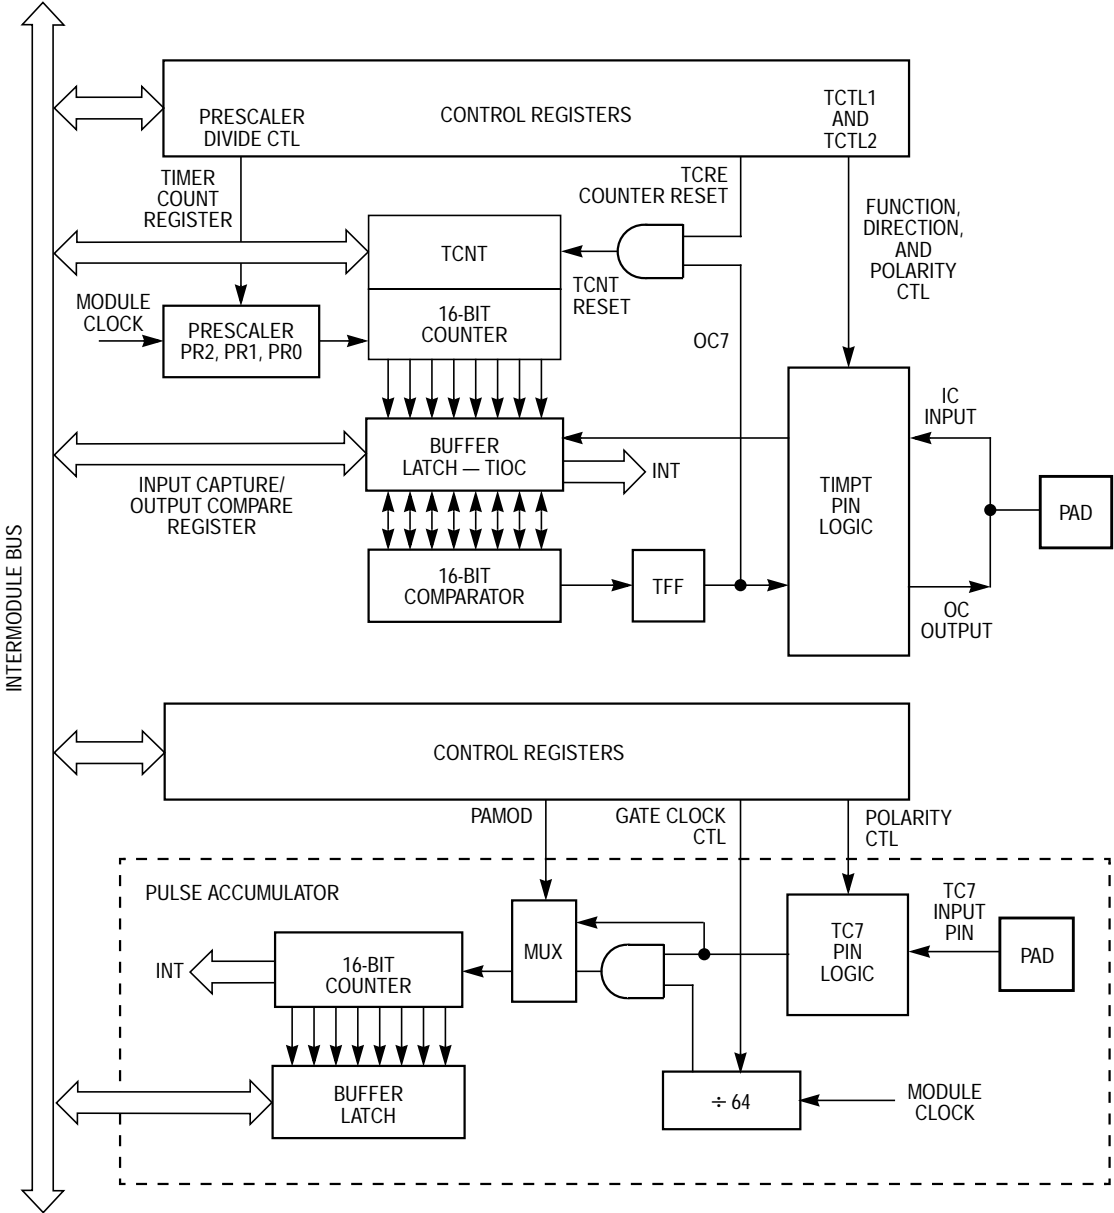 PRESCALER
DIVIDE CTL
CONTROL REGISTERS
TCTL1
AND
TCTL2
TIMER
COUNT
REGISTER
TCRE
COUNTER RESET
FUNCTION,
DIRECTION,
AND
POLARITY
CTL
TCNT
TCNT
RESET
MODULE
CLOCK
PRESCALER
PR2, PR1, PR0
16-BIT
COUNTER
OC7
IC
INPUT
BUFFER
LATCH — TIOC
INT
INPUT CAPTURE/
OUTPUT COMPARE
REGISTER
TIMPT
PIN
LOGIC
PAD
16-BIT
COMPARATOR
TFF
OC
OUTPUT
INTERMODULE BUS
CONTROL REGISTERS
PAMOD
GATE CLOCK
CTL
POLARITY
CTL
PULSE ACCUMULATOR
INT
16-BIT
COUNTER
MUX
TC7
PIN
LOGIC
TC7
INPUT
PIN
PAD
BUFFER
LATCH
÷ 64
MODULE
CLOCK